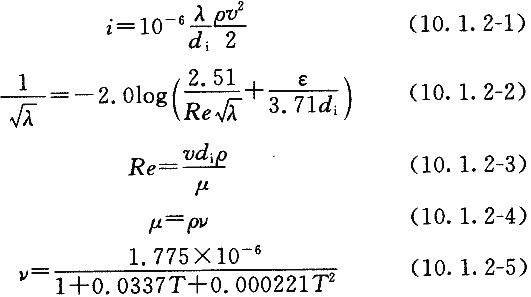 i=10⁻⁶ λ/dᵢ ρv²/2 (10.1.2-1)
1/√λ=-2.0log(2.51/Re√λ+ε/3.71dᵢ) (10.1.2-2)
Re=vdᵢρ/μ (10.1.2-3)
μ=ρν (10.1.2-4)
ν=1.775×10⁻⁶/1+0.0337T+0.000221T² (10.1.2-5)